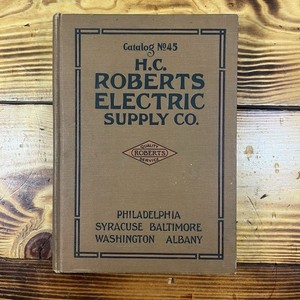 Catalog No45
H.C.
ROBERTS
ELECTRIC
SUPPLY CO.
QUALITY
ROBERTS
SERVICE
PHILADELPHIA
SYRACUSE BALTIMORE
WASHINGTON ALBANY